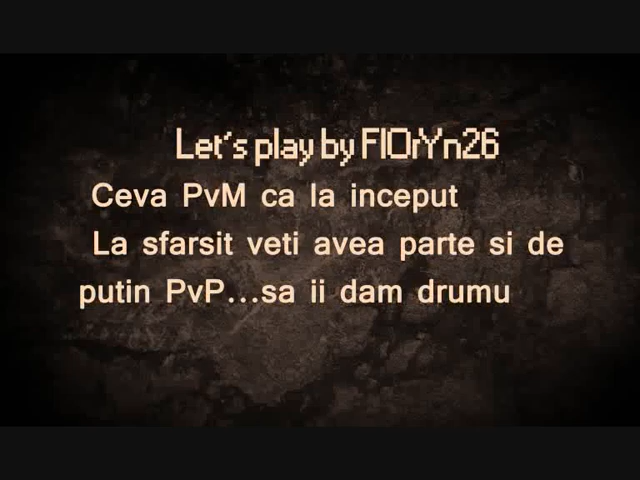 Let's play by FlOrYn26
Ceva PvM ca la inceput
La sfarsit veti avea parte si de
putin PvP...sa ii dam drumu